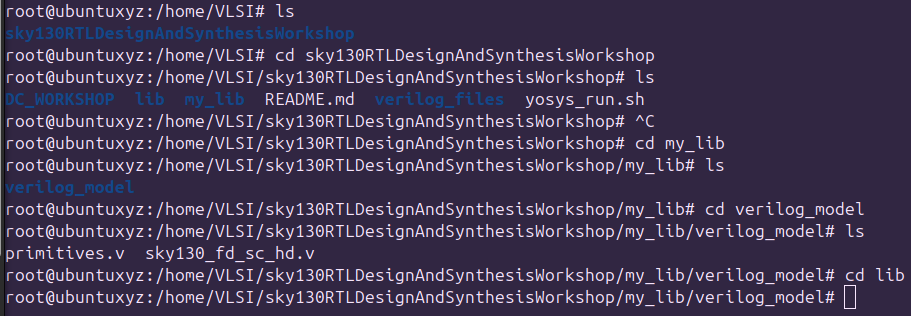 root@ubuntuxyz:/home/VLSI# ls
sky130RTLDesignAndSynthesisWorkshop
root@ubuntuxyz:/home/VLSI# cd sky130RTLDesignAndSynthesisWorkshop
root@ubuntuxyz:/home/VLSI/sky130RTLDesignAndSynthesisWorkshop# ls
DC_WORKSHOP  lib  my_lib  README.md  verilog_files  yosys_run.sh
root@ubuntuxyz:/home/VLSI/sky130RTLDesignAndSynthesisWorkshop# ^C
root@ubuntuxyz:/home/VLSI/sky130RTLDesignAndSynthesisWorkshop# cd my_lib
root@ubuntuxyz:/home/VLSI/sky130RTLDesignAndSynthesisWorkshop/my_lib# ls
verilog_model
root@ubuntuxyz:/home/VLSI/sky130RTLDesignAndSynthesisWorkshop/my_lib# cd verilog_model
root@ubuntuxyz:/home/VLSI/sky130RTLDesignAndSynthesisWorkshop/my_lib/verilog_model# ls
primitives.v  sky130_fd_sc_hd.v
root@ubuntuxyz:/home/VLSI/sky130RTLDesignAndSynthesisWorkshop/my_lib/verilog_model# cd lib
root@ubuntuxyz:/home/VLSI/sky130RTLDesignAndSynthesisWorkshop/my_lib/verilog_model#